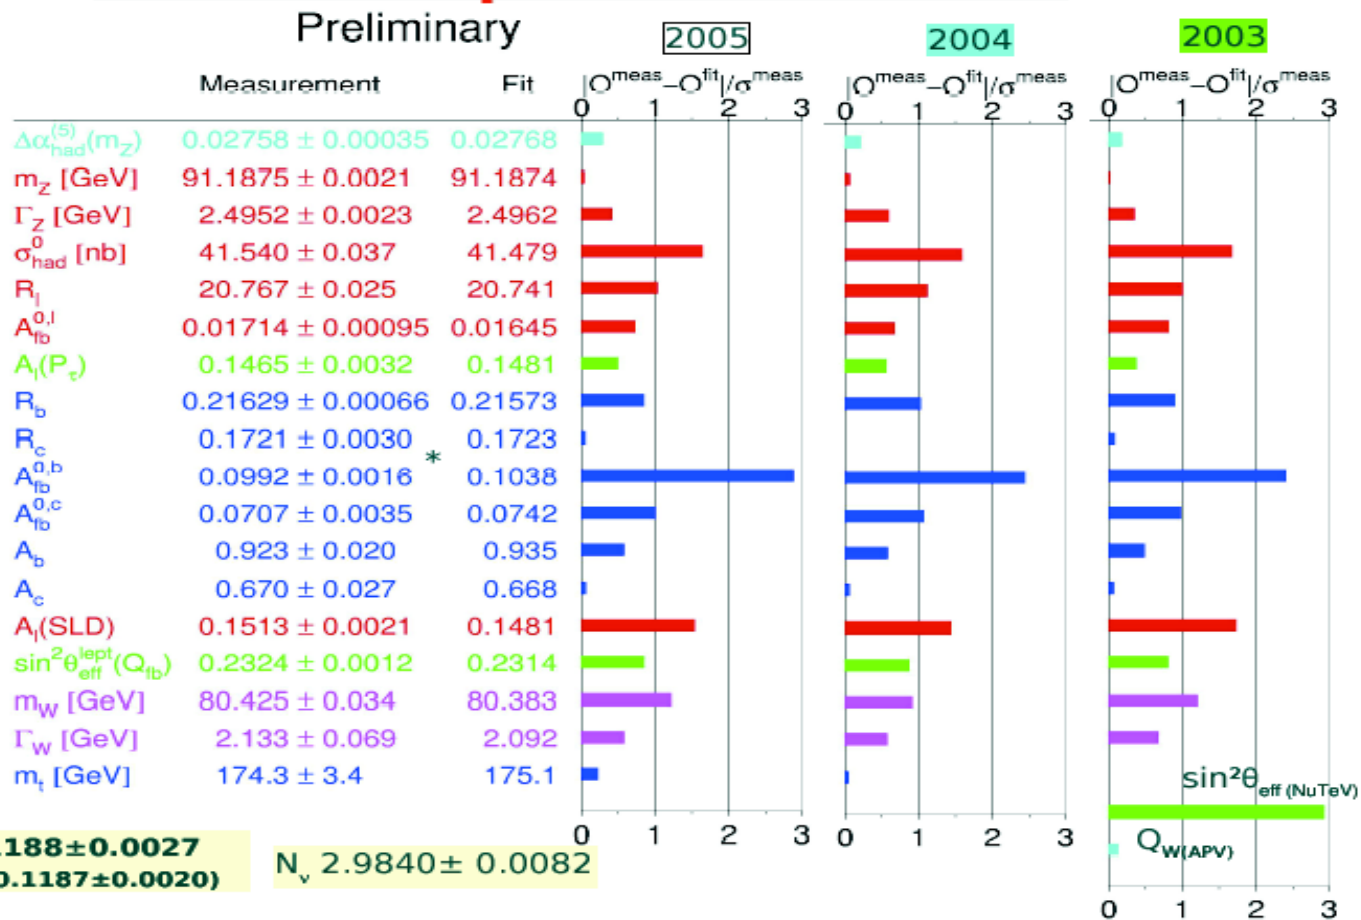 Preliminary
2005 2004 2003
Measurement Fit |O^meas−O^fit|/σ^meas |O^meas−O^fit|/σ^meas |O^meas−O^fit|/σ^meas
0 1 2 3 0 1 2 3 0 1 2 3
Δα^(5)_had(m_Z) 0.02758 ± 0.00035 0.02768
m_Z [GeV] 91.1875 ± 0.0021 91.1874
Γ_Z [GeV] 2.4952 ± 0.0023 2.4962
σ^0_had [nb] 41.540 ± 0.037 41.479
R_l 20.767 ± 0.025 20.741
A^0,l_fb 0.01714 ± 0.00095 0.01645
A_l(P_τ) 0.1465 ± 0.0032 0.1481
R_b 0.21629 ± 0.00066 0.21573
R_c 0.1721 ± 0.0030 0.1723
*
A^0,b_fb 0.0992 ± 0.0016 0.1038
A^0,c_fb 0.0707 ± 0.0035 0.0742
A_b 0.923 ± 0.020 0.935
A_c 0.670 ± 0.027 0.668
A_l(SLD) 0.1513 ± 0.0021 0.1481
sin²θ^lept_eff(Q_fb) 0.2324 ± 0.0012 0.2314
m_W [GeV] 80.425 ± 0.034 80.383
Γ_W [GeV] 2.133 ± 0.069 2.092
m_t [GeV] 174.3 ± 3.4 175.1
sin²θ_eff (NuTeV)
0 1 2 3 0 1 2 3
Q_W(APV)
.188±0.0027
0.1187±0.0020)
N_ν 2.9840± 0.0082
0 1 2 3